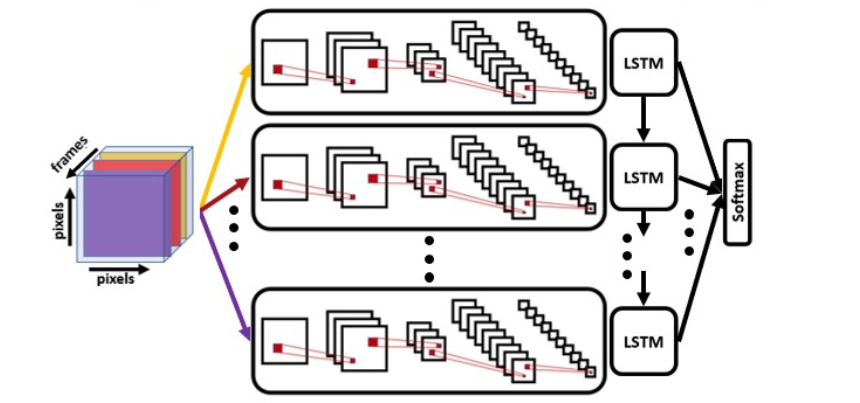 frames
pixels
pixels
LSTM
LSTM
LSTM
Softmax